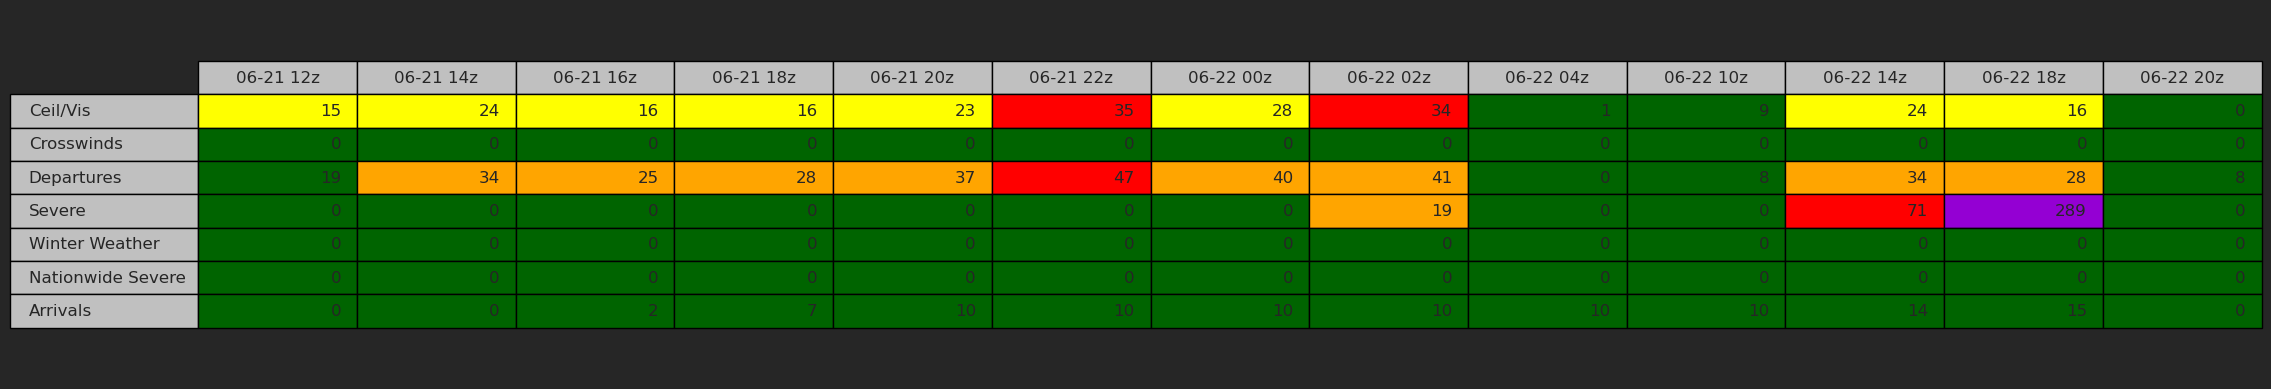 06-21 12z 06-21 14z 06-21 16z 06-21 18z 06-21 20z 06-21 22z 06-22 00z 06-22 02z 06-22 04z 06-22 10z 06-22 14z 06-22 18z 06-22 20z
Ceil/Vis 15 24 16 16 23 35 28 34 1 9 24 16 0
Crosswinds 0 0 0 0 0 0 0 0 0 0 0 0 0
Departures 19 34 25 28 37 47 40 41 0 8 34 28 8
Severe 0 0 0 0 0 0 0 19 0 0 71 289 0
Winter Weather 0 0 0 0 0 0 0 0 0 0 0 0 0
Nationwide Severe 0 0 0 0 0 0 0 0 0 0 0 0 0
Arrivals 0 0 2 7 10 10 10 10 10 10 14 15 0